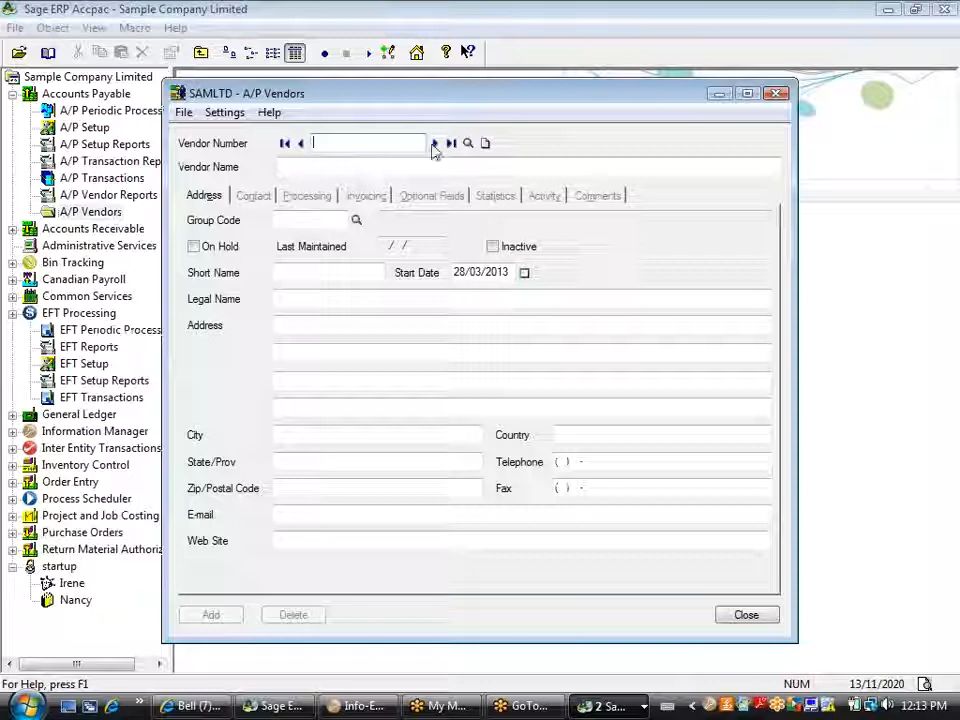 Sage ERP Accpac - Sample Company Limited
File Object View Macro Help
Sample Company Limited
Accounts Payable
A/P Periodic Process
A/P Setup
A/P Setup Reports
A/P Transaction Rep
A/P Transactions
A/P Vendor Reports
A/P Vendors
Accounts Receivable
Administrative Services
Bin Tracking
Canadian Payroll
Common Services
EFT Processing
EFT Periodic Process
EFT Reports
EFT Setup
EFT Setup Reports
EFT Transactions
General Ledger
Information Manager
Inter Entity Transactions
Inventory Control
Order Entry
Process Scheduler
Project and Job Costing
Purchase Orders
Return Material Authoriz
startup
Irene
Nancy
SAMLTD - A/P Vendors
File Settings Help
Vendor Number
Vendor Name
Address Contact Processing Invoicing Optional Fields Statistics Activity Comments
Group Code
On Hold Last Maintained / / Inactive
Short Name Start Date 28/03/2013
Legal Name
Address
City Country
State/Prov Telephone ( ) -
Zip/Postal Code Fax ( ) -
E-mail
Web Site
Add Delete Close
For Help, press F1 NUM 13/11/2020
Bell (7)... Sage E... Info-E... My M... GoTo... 2 Sa... 12:13 PM